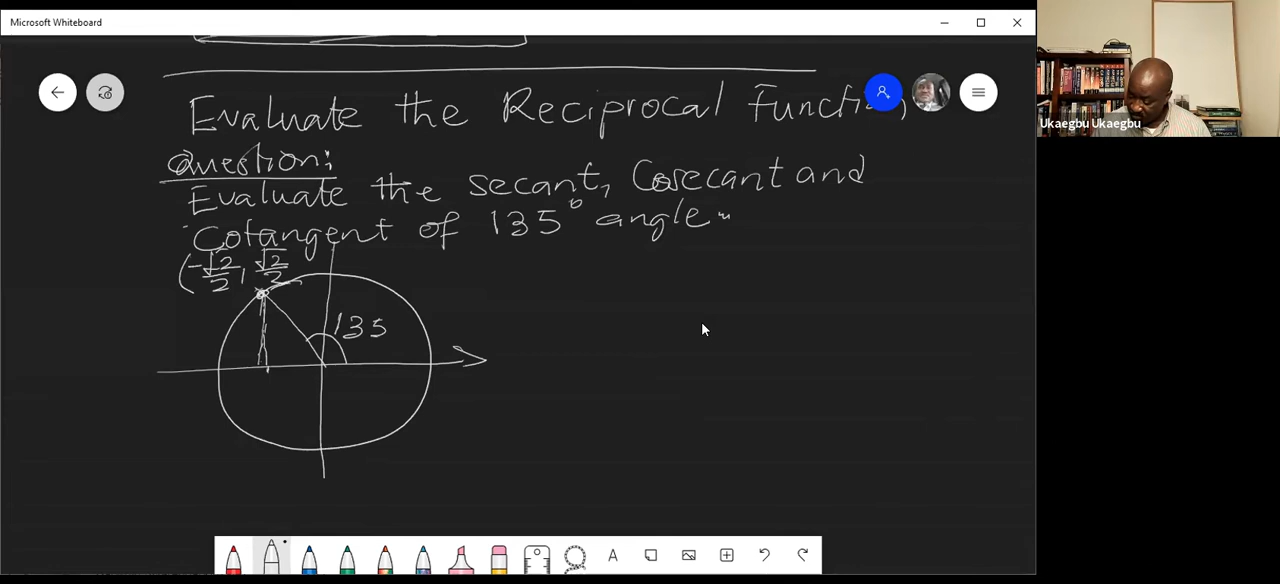 Microsoft Whiteboard
Evaluate the Reciprocal Function,
Question:
Evaluate the secant, Cosecant and
Cotangent of 135° angle
(-√2/2, √2/2)
135
Ukaegbu Ukaegbu
A